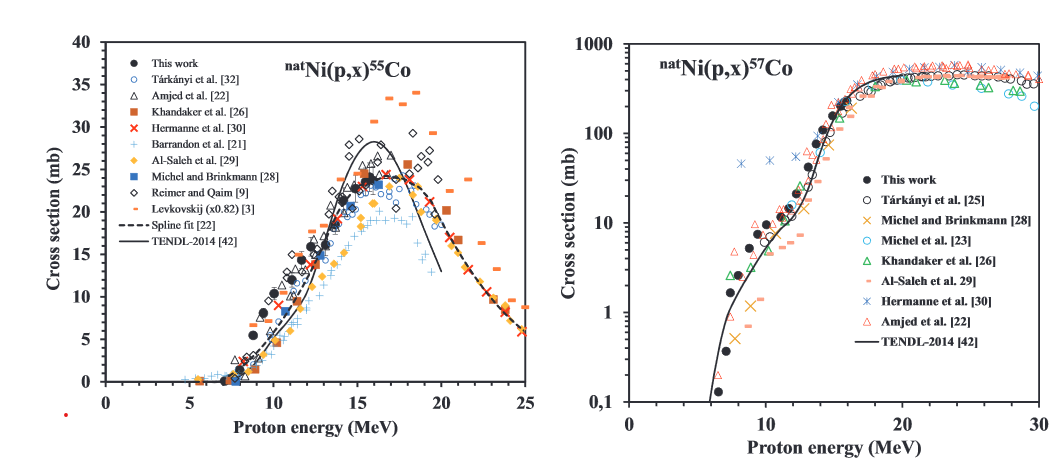 natNi(p,x)55Co
40
35
30
25
20
15
10
5
0
Cross section (mb)
This work
Tárkányi et al. [32]
Amjed et al. [22]
Khandaker et al. [26]
Hermanne et al. [30]
Barrandon et al. [21]
Al-Saleh et al. [29]
Michel and Brinkmann [28]
Reimer and Qaim [9]
Levkovskij (x0.82) [3]
Spline fit [22]
TENDL-2014 [42]
0 5 10 15 20 25
Proton energy (MeV)
natNi(p,x)57Co
1000
100
10
1
0,1
Cross section (mb)
This work
Tárkányi et al. [25]
Michel and Brinkmann [28]
Michel et al. [23]
Khandaker et al. [26]
Al-Saleh et al. 29]
Hermanne et al. [30]
Amjed et al. [22]
TENDL-2014 [42]
0 10 20 30
Proton energy (MeV)